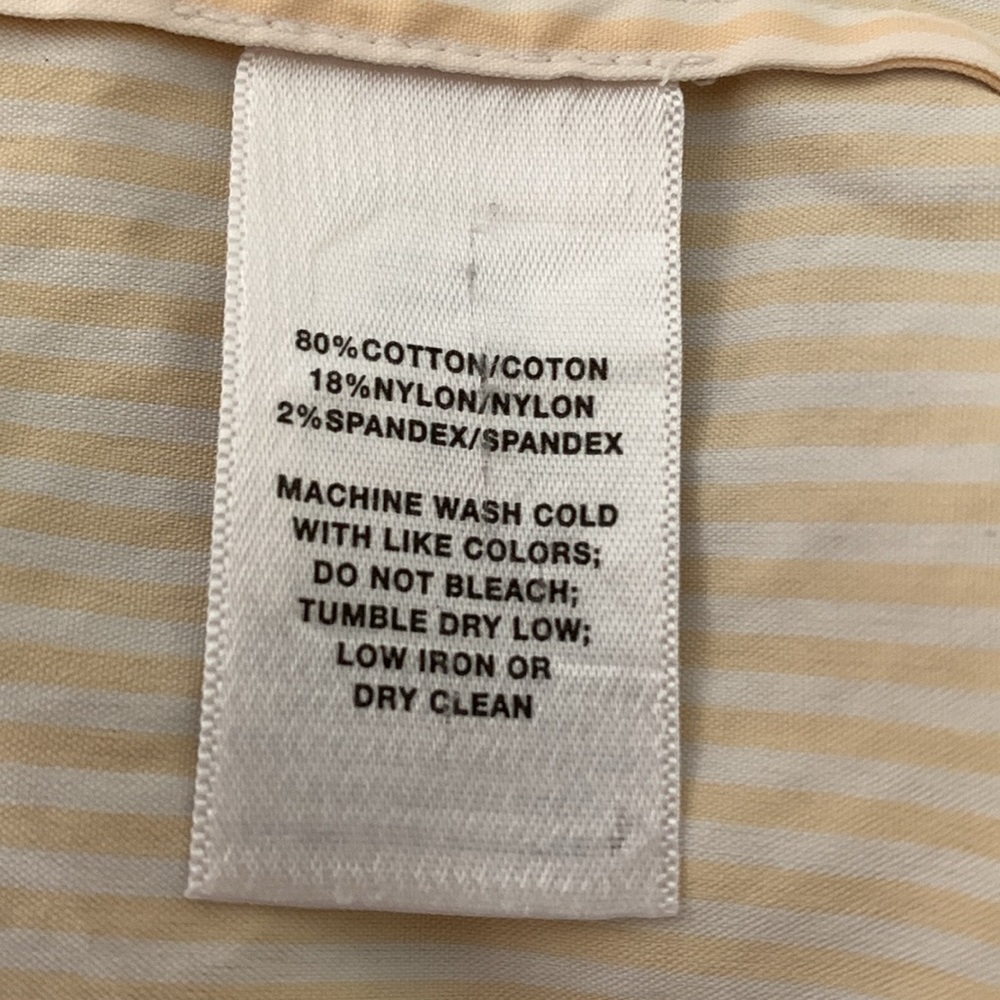 80%COTTON/COTON
18%NYLON/NYLON
2%SPANDEX/SPANDEX
MACHINE WASH COLD
WITH LIKE COLORS;
DO NOT BLEACH;
TUMBLE DRY LOW;
LOW IRON OR
DRY CLEAN